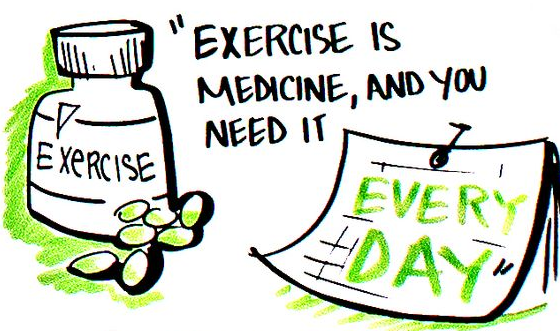 "EXERCISE IS
MEDICINE, AND YOU
NEED IT
EXERCISE
EVERY
DAY"